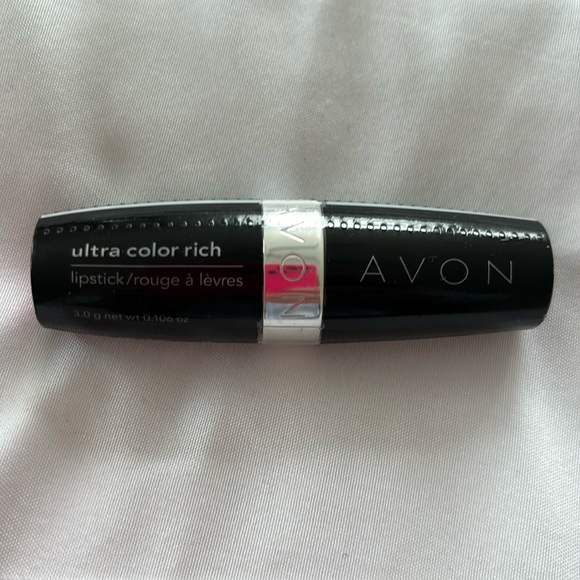 ultra color rich
lipstick/rouge à lèvres
3.0 g net wt 0.106 oz
AVON
AVON